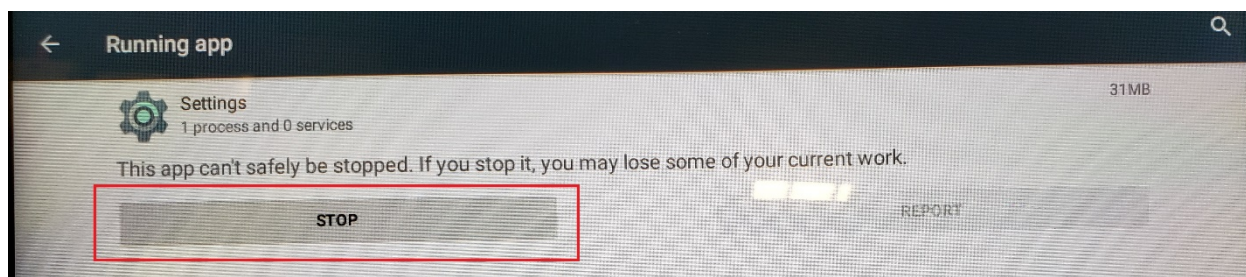 Running app
Settings
31MB
1 process and 0 services
This app can't safely be stopped. If you stop it, you may lose some of your current work.
STOP
REPORT